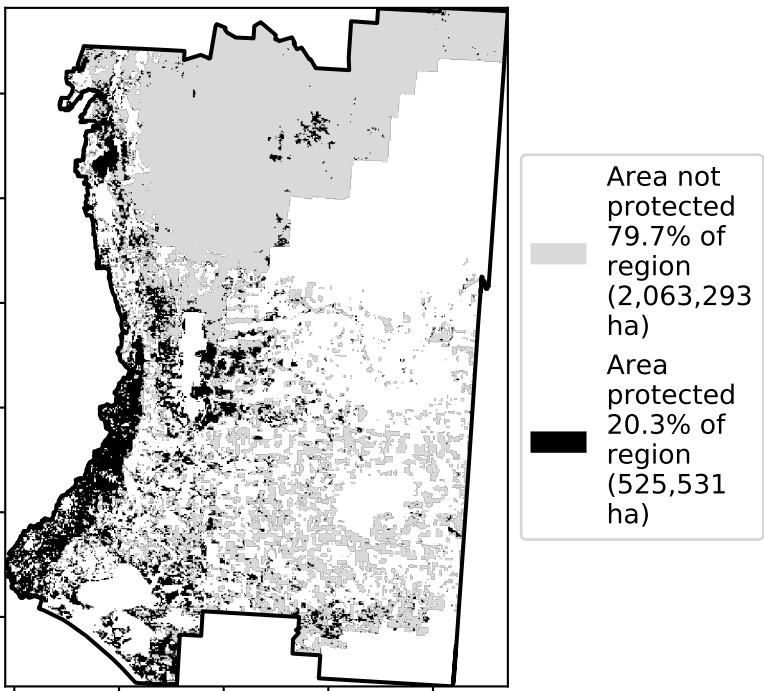 Area not
protected
79.7% of
region
(2,063,293
ha)
Area
protected
20.3% of
region
(525,531
ha)